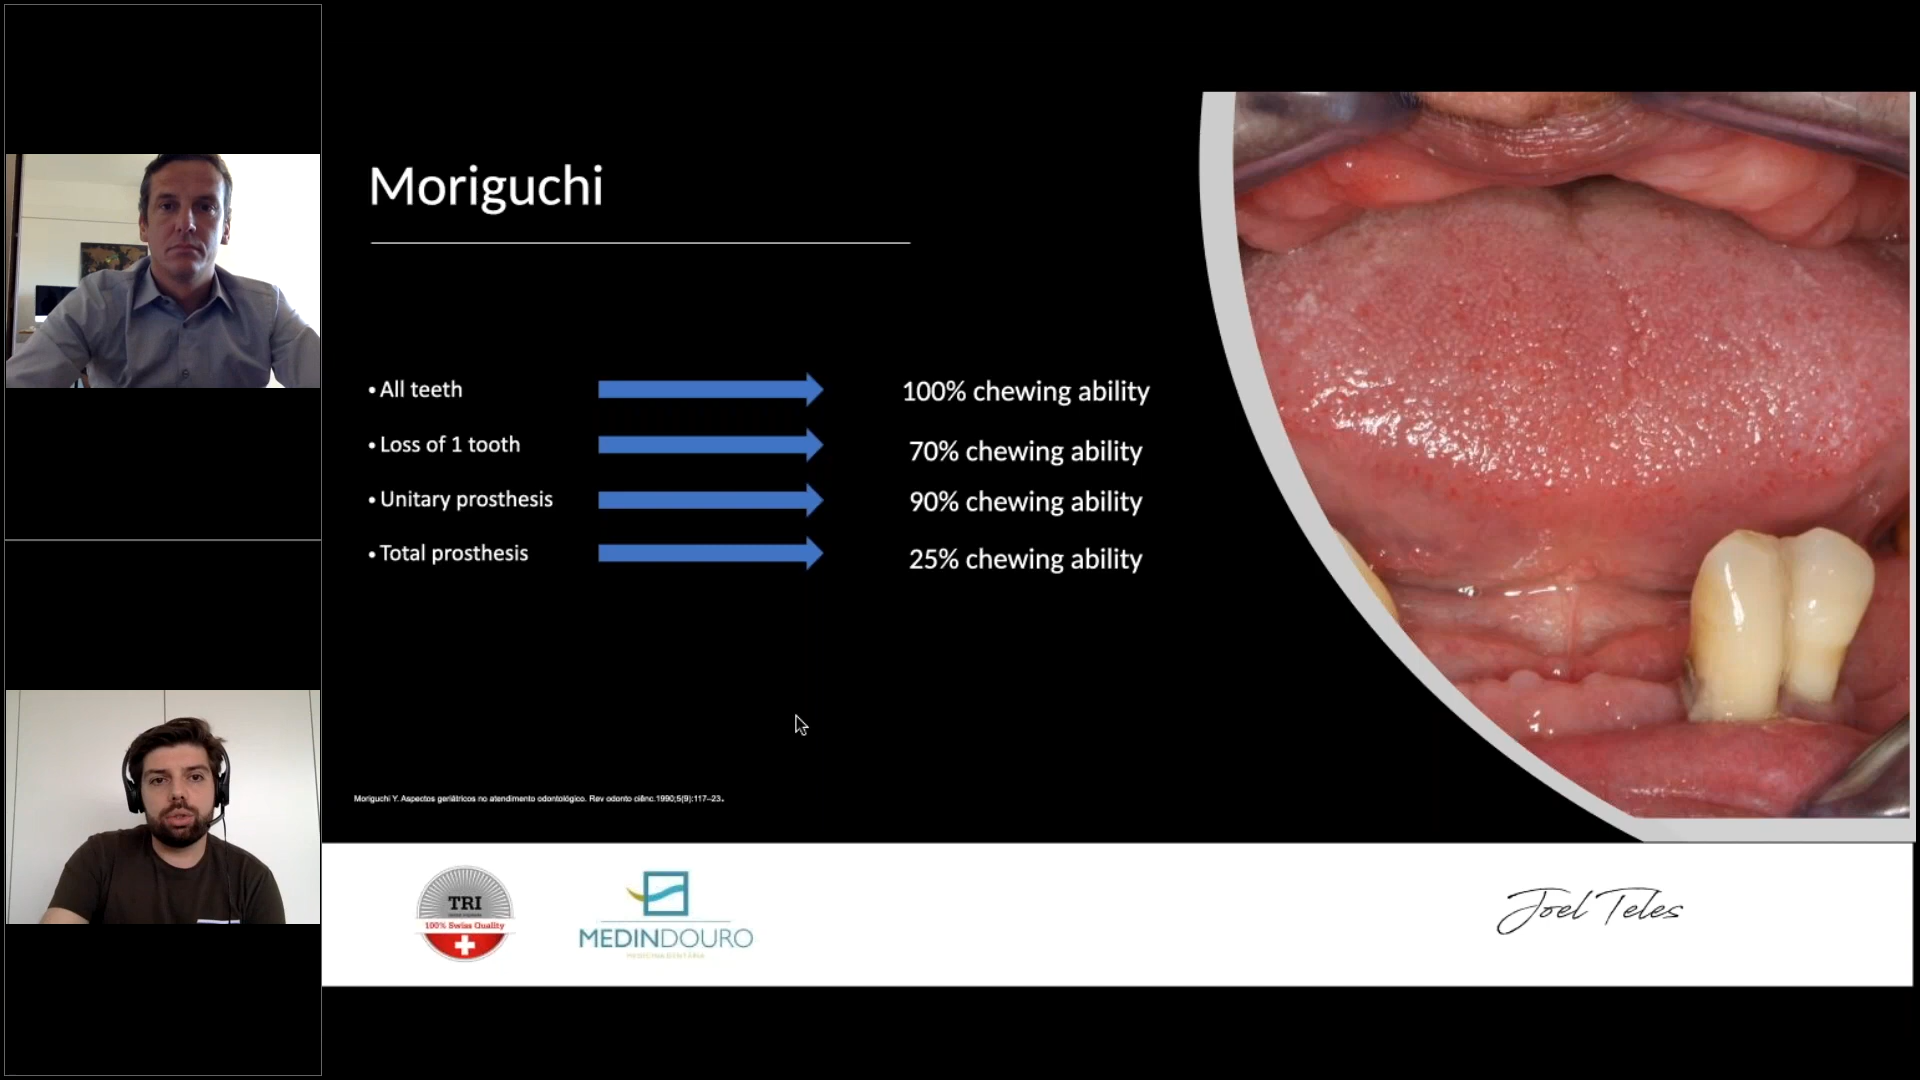 Moriguchi
• All teeth
100% chewing ability
• Loss of 1 tooth
70% chewing ability
• Unitary prosthesis
90% chewing ability
• Total prosthesis
25% chewing ability
Moriguchi Y. Aspectos geriátricos no atendimento odontológico. Rev odonto ciênc.1990;5(9):117–23.
TRI
100% Swiss Quality
MEDINDOURO
Joel Teles